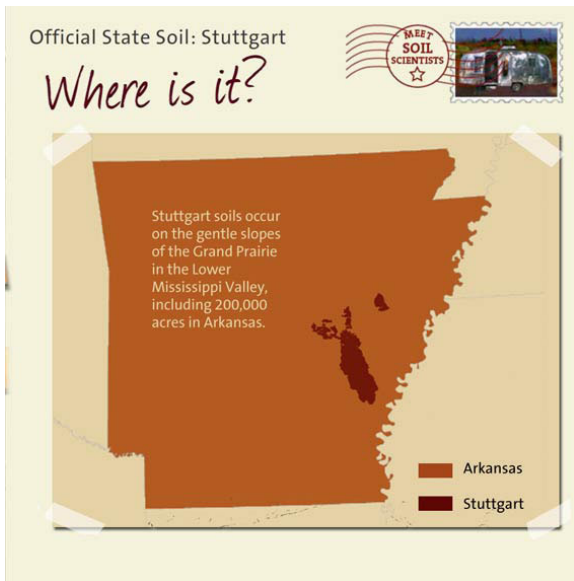 Official State Soil: Stuttgart
Where is it?
MEET
SOIL
SCIENTISTS
Stuttgart soils occur
on the gentle slopes
of the Grand Prairie
in the Lower
Mississippi Valley,
including 200,000
acres in Arkansas.
Arkansas
Stuttgart